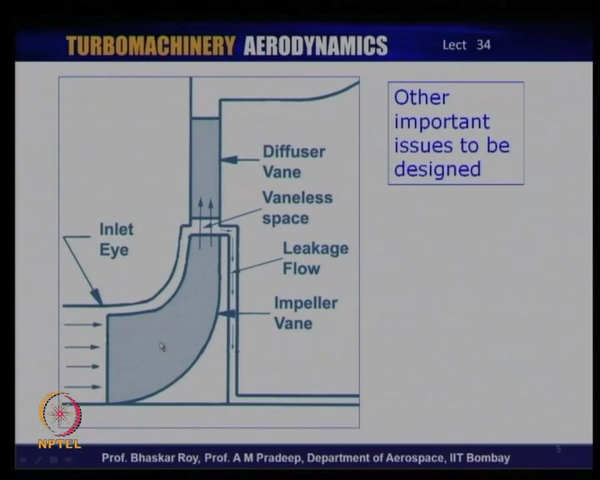 TURBOMACHINERY AERODYNAMICS
Lect 34
Other
important
issues to be
designed
Diffuser
Vane
Vaneless
space
Inlet
Eye
Leakage
Flow
Impeller
Vane
NPTEL
5
Prof. Bhaskar Roy, Prof. A M Pradeep, Department of Aerospace, IIT Bombay